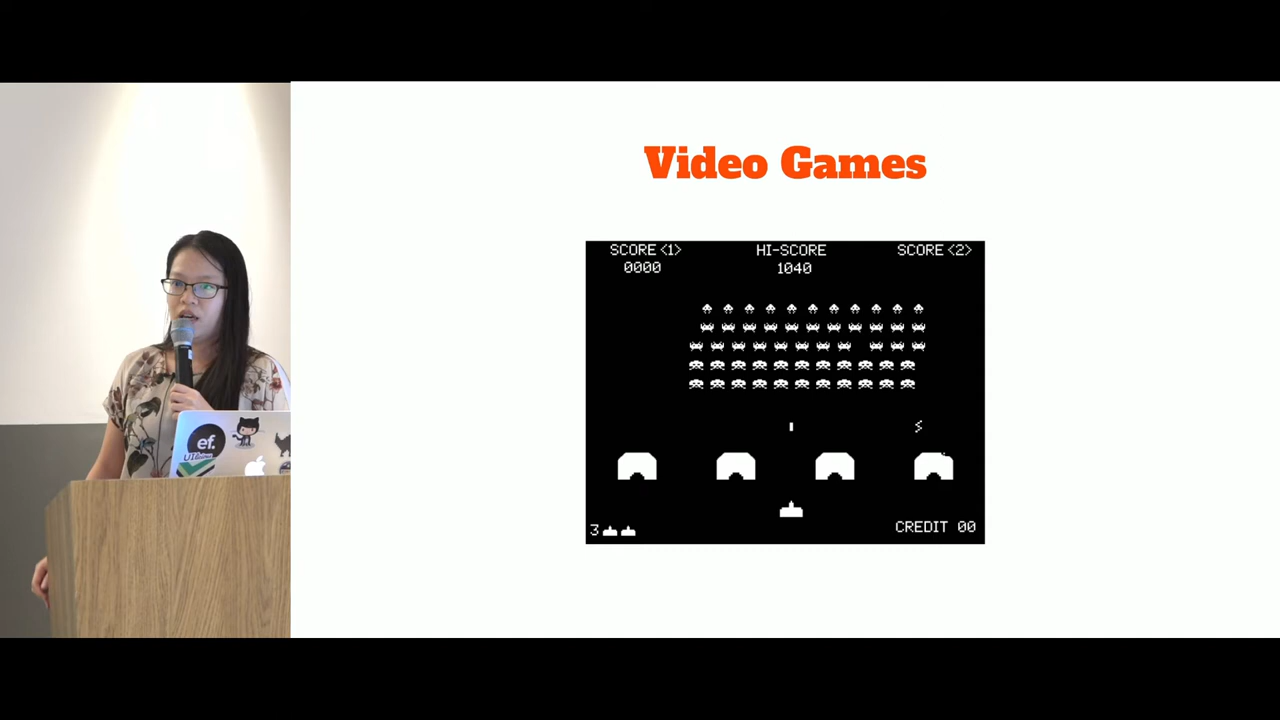 Video Games
SCORE<1> HI-SCORE SCORE<2>
0000 1040
3 CREDIT 00
ef.